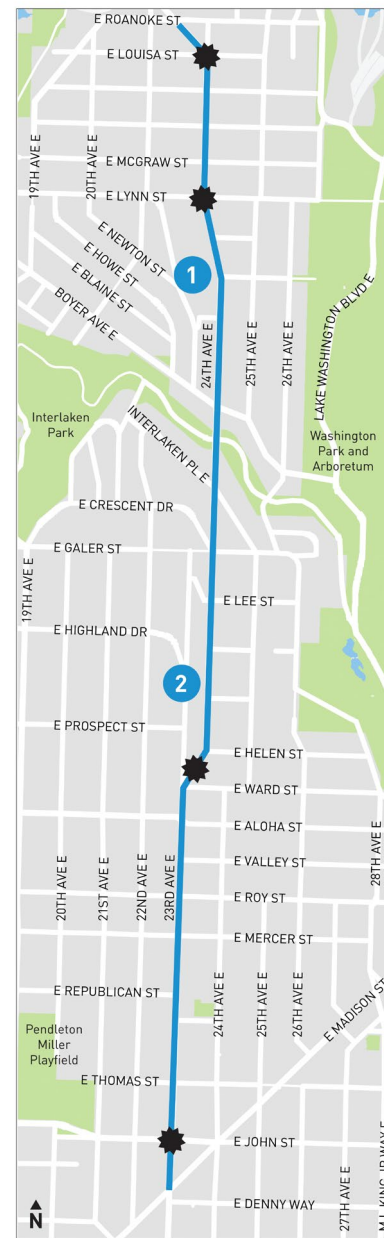 E ROANOKE ST
E LOUISA ST
E MCGRAW ST
19TH AVE E
20TH AVE E
E LYNN ST
E NEWTON ST
E HOWE ST
E BLAINE ST
BOYER AVE E
1
24TH AVE E
25TH AVE E
26TH AVE E
LAKE WASHINGTON BLVD E
Interlaken
Park
INTERLAKEN PL E
Washington
Park and
Arboretum
E CRESCENT DR
E GALER ST
19TH AVE E
E LEE ST
E HIGHLAND DR
2
E PROSPECT ST
E HELEN ST
E WARD ST
E ALOHA ST
E VALLEY ST
20TH AVE E
21ST AVE E
22ND AVE E
23RD AVE E
28TH AVE E
E ROY ST
E MERCER ST
E REPUBLICAN ST
24TH AVE E
25TH AVE E
26TH AVE E
E MADISON ST
Pendleton
Miller
Playfield
E THOMAS ST
E JOHN ST
E DENNY WAY
27TH AVE E
M L KING JR WAY E
N